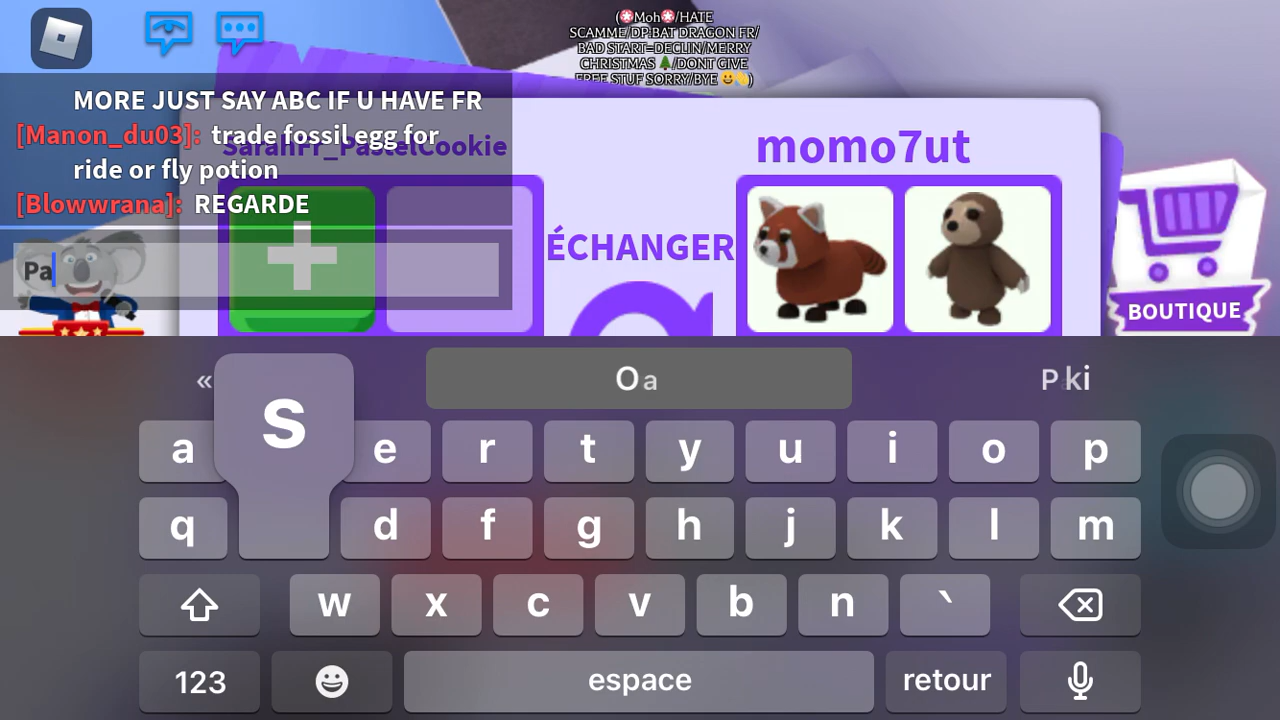 (💮Moh💮/HATE
SCAMME/DP:BAT DRAGON FR/
BAD START=DECLIN/MERRY
CHRISTMAS 🎄/DONT GIVE
FREE STUF SORRY/BYE 😀👋)
MORE JUST SAY ABC IF U HAVE FR
[Manon_du03]: trade fossil egg for
ride or fly potion
[Blowwrana]: REGARDE
SarahFr_PastelCookie
momo7ut
ÉCHANGER
Pa
BOUTIQUE
« O a P ki
s
a e r t y u i o p
q d f g h j k l m
w x c v b n `
123 espace retour